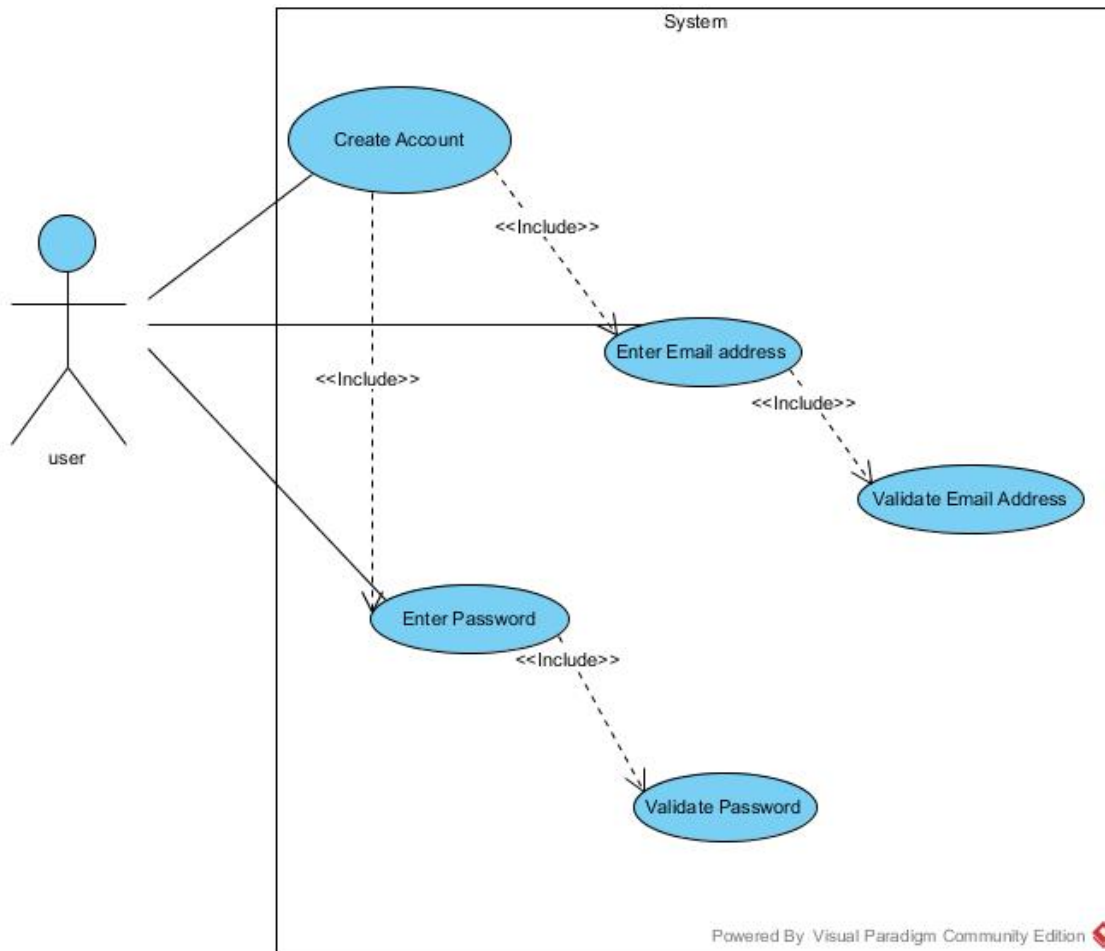 System
Create Account
<<Include>>
Enter Email address
<<Include>>
<<Include>>
user
Validate Email Address
Enter Password
<<Include>>
Validate Password
Powered By Visual Paradigm Community Edition